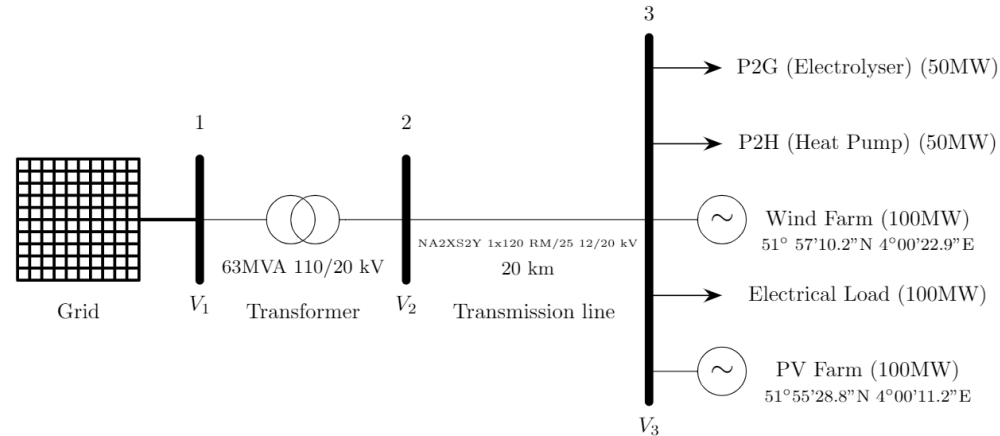 3
P2G (Electrolyser) (50MW)
1
2
P2H (Heat Pump) (50MW)
~
Wind Farm (100MW)
51° 57'10.2"N 4°00'22.9"E
NA2XS2Y 1x120 RM/25 12/20 kV
63MVA 110/20 kV
20 km
Electrical Load (100MW)
Grid
V1
Transformer
V2
Transmission line
~
PV Farm (100MW)
51°55'28.8"N 4°00'11.2"E
V3